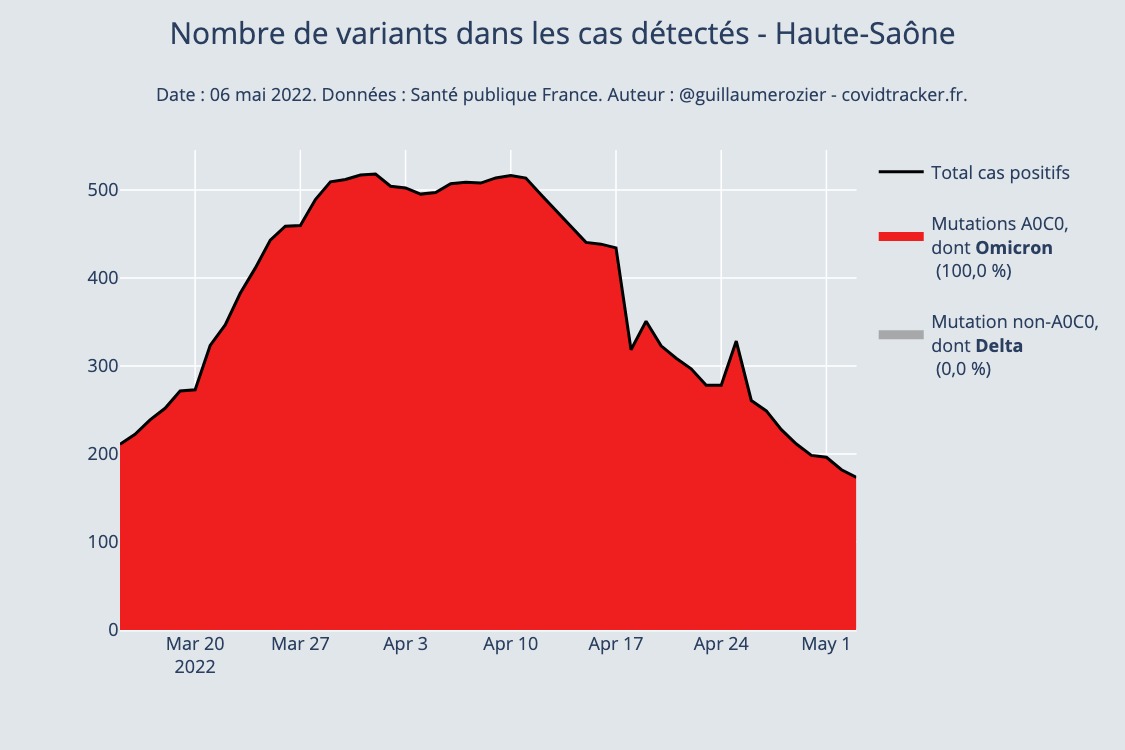 Nombre de variants dans les cas détectés - Haute-Saône
Date : 06 mai 2022. Données : Santé publique France. Auteur : @guillaumerozier - covidtracker.fr.
500
400
300
200
100
0
Mar 20
2022
Mar 27
Apr 3
Apr 10
Apr 17
Apr 24
May 1
Total cas positifs
Mutations A0C0,
dont Omicron
(100,0 %)
Mutation non-A0C0,
dont Delta
(0,0 %)